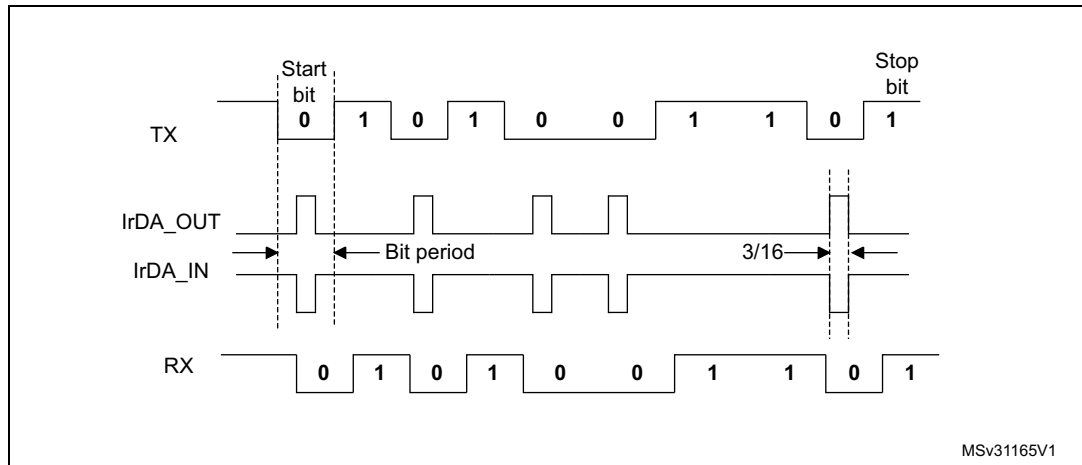 Start
bit
Stop
bit
TX
0 1 0 1 0 0 1 1 0 1
IrDA_OUT
Bit period
3/16
IrDA_IN
RX
0 1 0 1 0 0 1 1 0 1
MSv31165V1